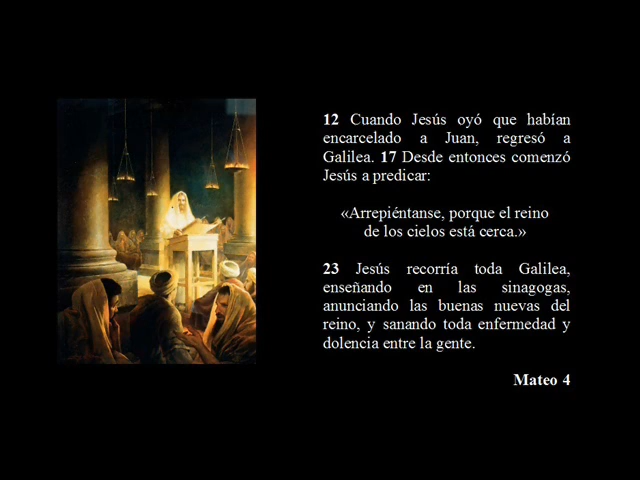 12 Cuando Jesús oyó que habían
encarcelado a Juan, regresó a
Galilea. 17 Desde entonces comenzó
Jesús a predicar:
«Arrepiéntanse, porque el reino
de los cielos está cerca.»
23 Jesús recorría toda Galilea,
enseñando en las sinagogas,
anunciando las buenas nuevas del
reino, y sanando toda enfermedad y
dolencia entre la gente.
Mateo 4